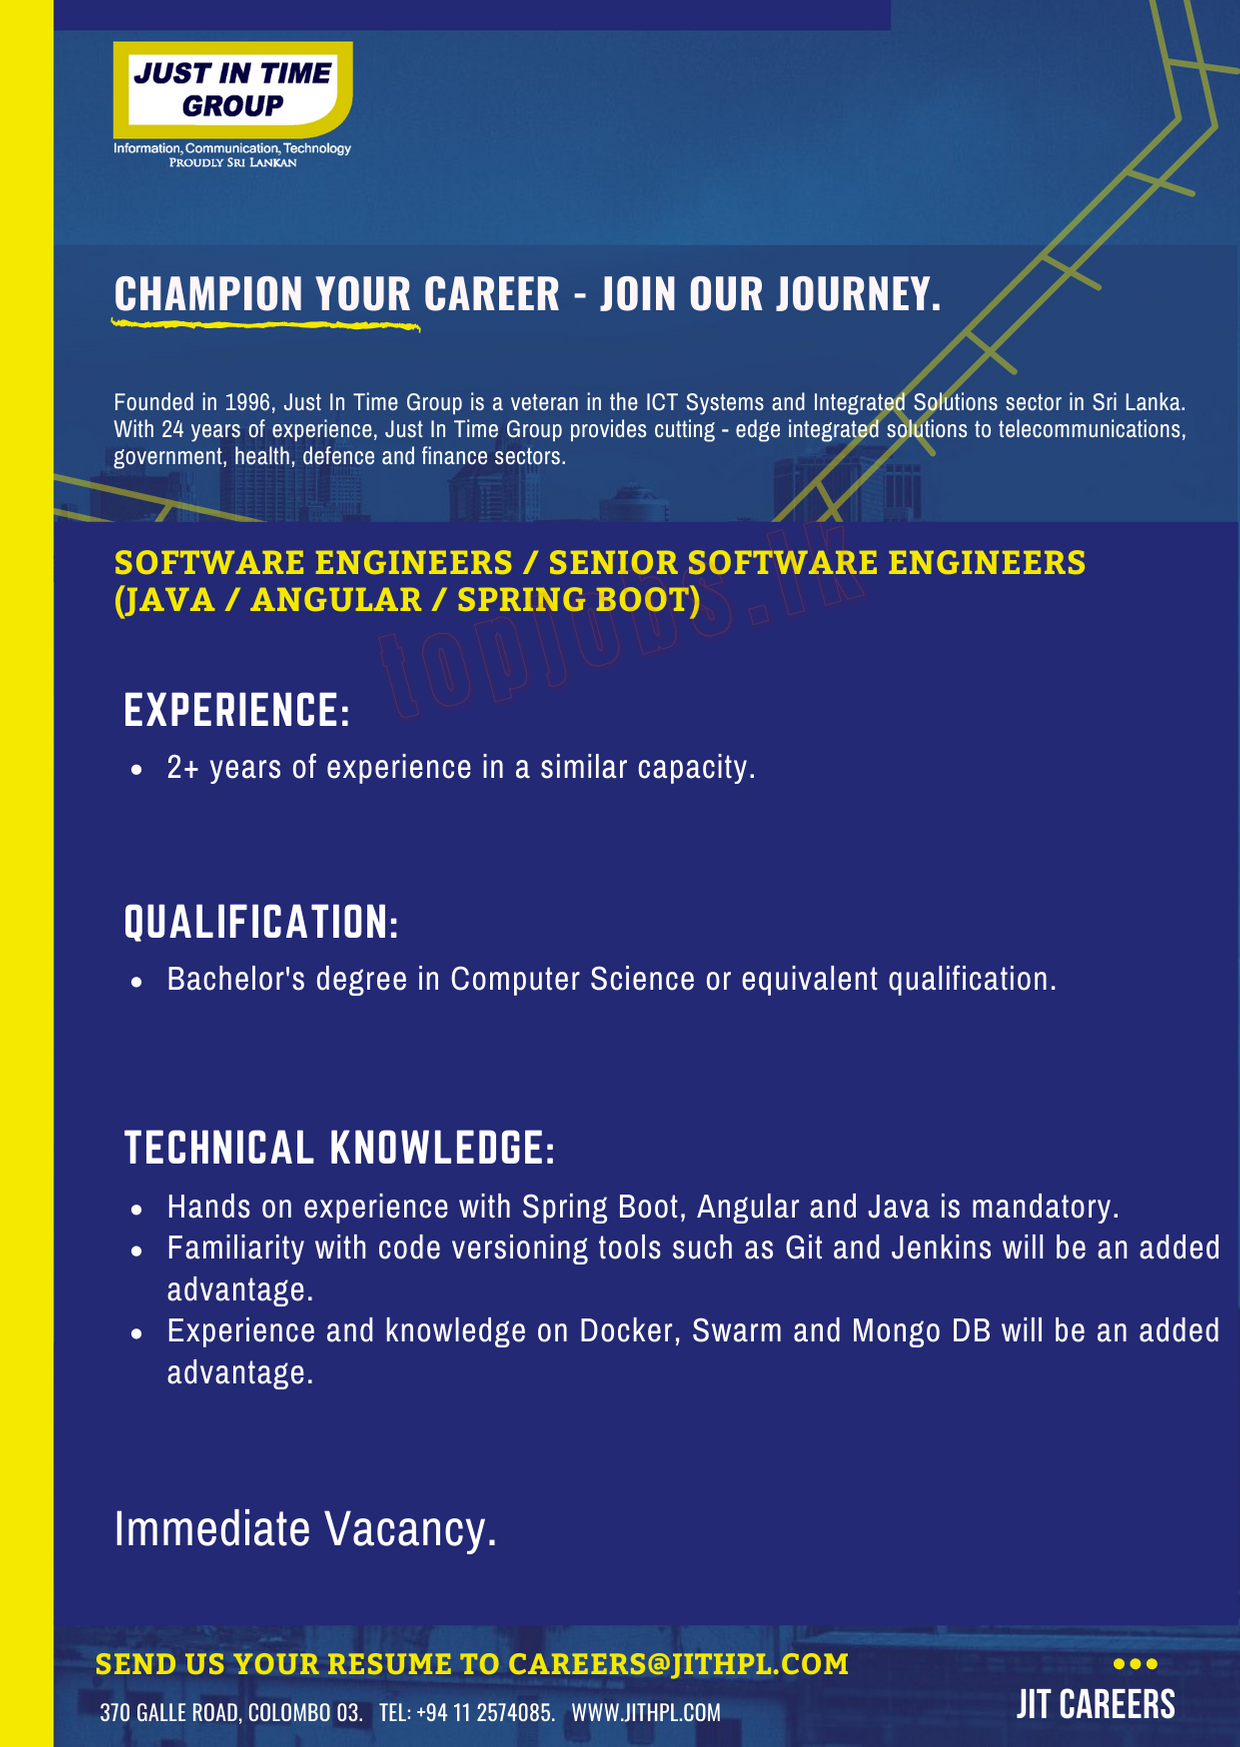 JUST IN TIME
GROUP
Information, Communication, Technology
PROUDLY SRI LANKAN
CHAMPION YOUR CAREER - JOIN OUR JOURNEY.
Founded in 1996, Just In Time Group is a veteran in the ICT Systems and Integrated Solutions sector in Sri Lanka.
With 24 years of experience, Just In Time Group provides cutting - edge integrated solutions to telecommunications,
government, health, defence and finance sectors.
SOFTWARE ENGINEERS / SENIOR SOFTWARE ENGINEERS
(JAVA / ANGULAR / SPRING BOOT)
topjobs.lk
EXPERIENCE:
• 2+ years of experience in a similar capacity.
QUALIFICATION:
• Bachelor's degree in Computer Science or equivalent qualification.
TECHNICAL KNOWLEDGE:
• Hands on experience with Spring Boot, Angular and Java is mandatory.
• Familiarity with code versioning tools such as Git and Jenkins will be an added
advantage.
• Experience and knowledge on Docker, Swarm and Mongo DB will be an added
advantage.
Immediate Vacancy.
SEND US YOUR RESUME TO CAREERS@JITHPL.COM
370 GALLE ROAD, COLOMBO 03. TEL: +94 11 2574085. WWW.JITHPL.COM
JIT CAREERS